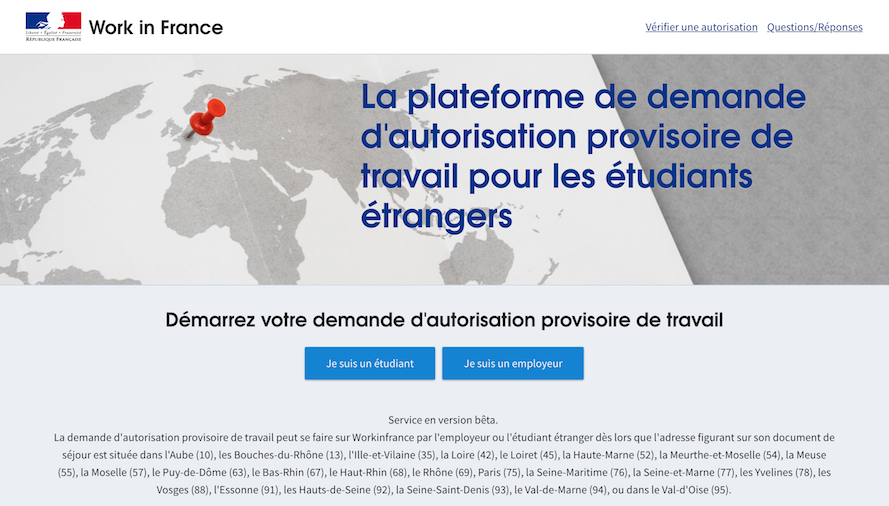 Liberté • Égalité • Fraternité
RÉPUBLIQUE FRANÇAISE
Work in France
Vérifier une autorisation Questions/Réponses
La plateforme de demande
d'autorisation provisoire de
travail pour les étudiants
étrangers
Démarrez votre demande d'autorisation provisoire de travail
Je suis un étudiant Je suis un employeur
Service en version bêta.
La demande d'autorisation provisoire de travail peut se faire sur Workinfrance par l'employeur ou l'étudiant étranger dès lors que l'adresse figurant sur son document de
séjour est située dans l'Aube (10), les Bouches-du-Rhône (13), l'Ille-et-Vilaine (35), la Loire (42), le Loiret (45), la Haute-Marne (52), la Meurthe-et-Moselle (54), la Meuse
(55), la Moselle (57), le Puy-de-Dôme (63), le Bas-Rhin (67), le Haut-Rhin (68), le Rhône (69), Paris (75), la Seine-Maritime (76), la Seine-et-Marne (77), les Yvelines (78), les
Vosges (88), l'Essonne (91), les Hauts-de-Seine (92), la Seine-Saint-Denis (93), le Val-de-Marne (94), ou dans le Val-d'Oise (95).